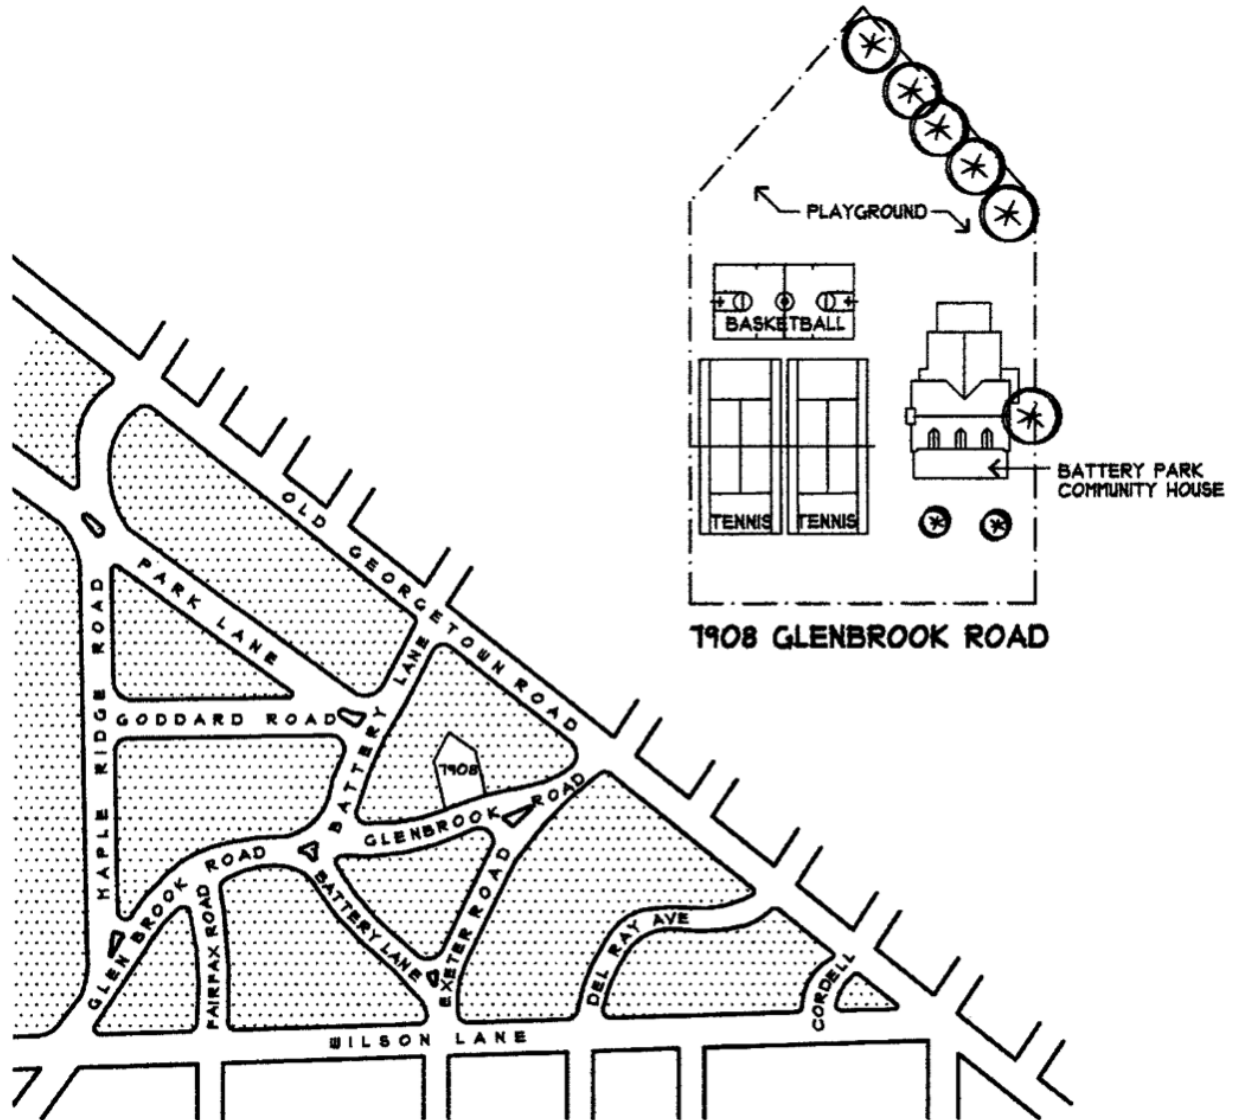 PLAYGROUND
BASKETBALL
TENNIS
TENNIS
BATTERY PARK
COMMUNITY HOUSE
7908 GLENBROOK ROAD
OLD GEORGETOWN ROAD
PARK LANE
MAPLE RIDGE ROAD
BATTERY LANE
GODDARD ROAD
7908
GLENBROOK ROAD
GLEN BROOK ROAD
FAIRFAX ROAD
BATTERY LANE
EXETER ROAD
DEL RAY AVE
CORDELL
WILSON LANE